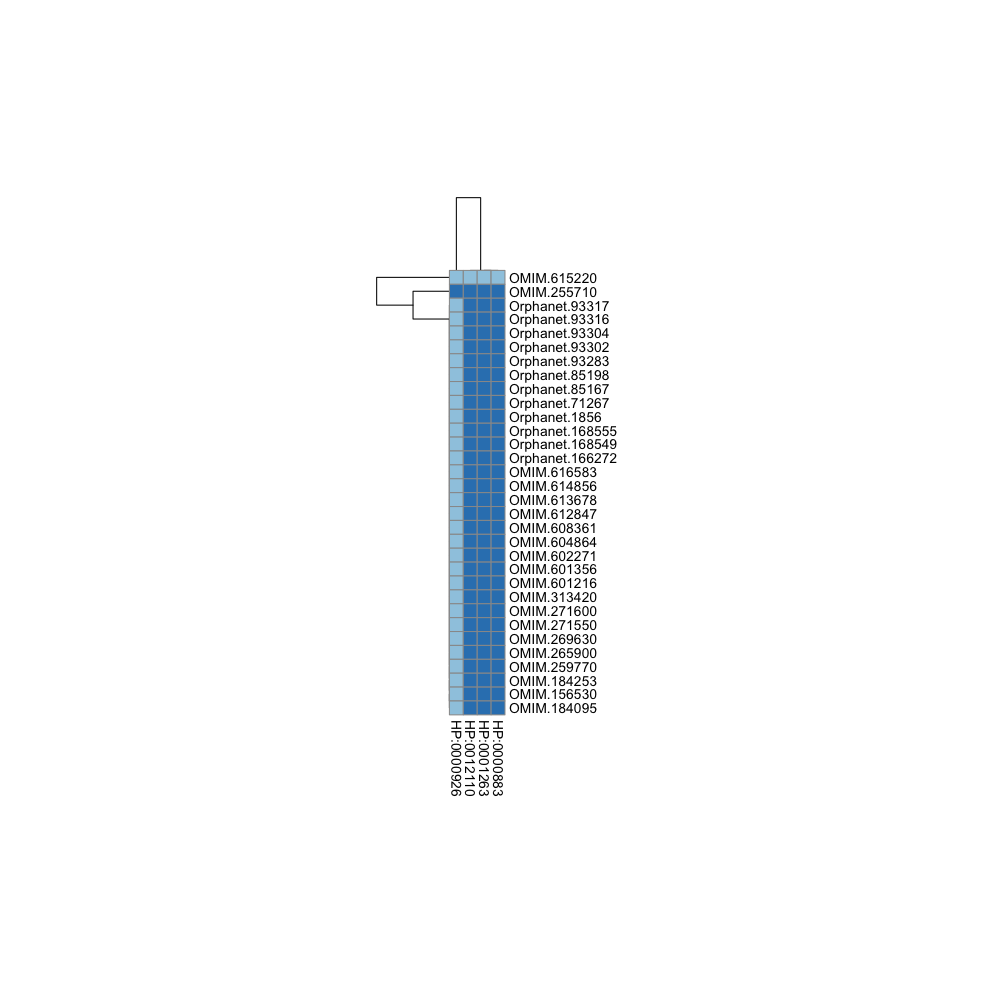 OMIM.615220
OMIM.255710
Orphanet.93317
Orphanet.93316
Orphanet.93304
Orphanet.93302
Orphanet.93283
Orphanet.85198
Orphanet.85167
Orphanet.71267
Orphanet.1856
Orphanet.168555
Orphanet.168549
Orphanet.166272
OMIM.616583
OMIM.614856
OMIM.613678
OMIM.612847
OMIM.608361
OMIM.604864
OMIM.602271
OMIM.601356
OMIM.601216
OMIM.313420
OMIM.271600
OMIM.271550
OMIM.269630
OMIM.265900
OMIM.259770
OMIM.184253
OMIM.156530
OMIM.184095
HP:0000926
HP:0012110
HP:0001263
HP:0000883